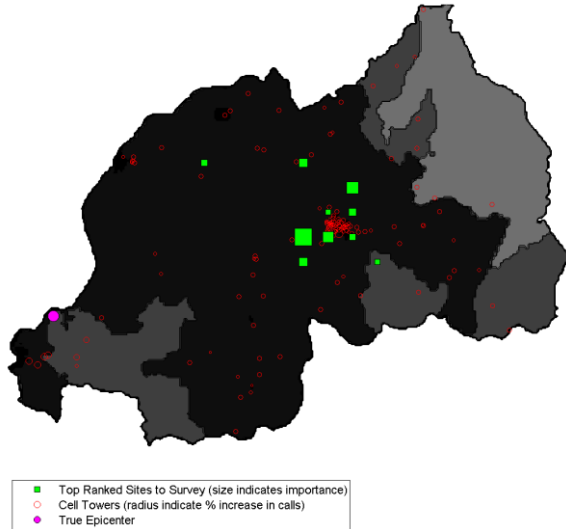 Top Ranked Sites to Survey (size indicates importance)
Cell Towers (radius indicate % increase in calls)
True Epicenter